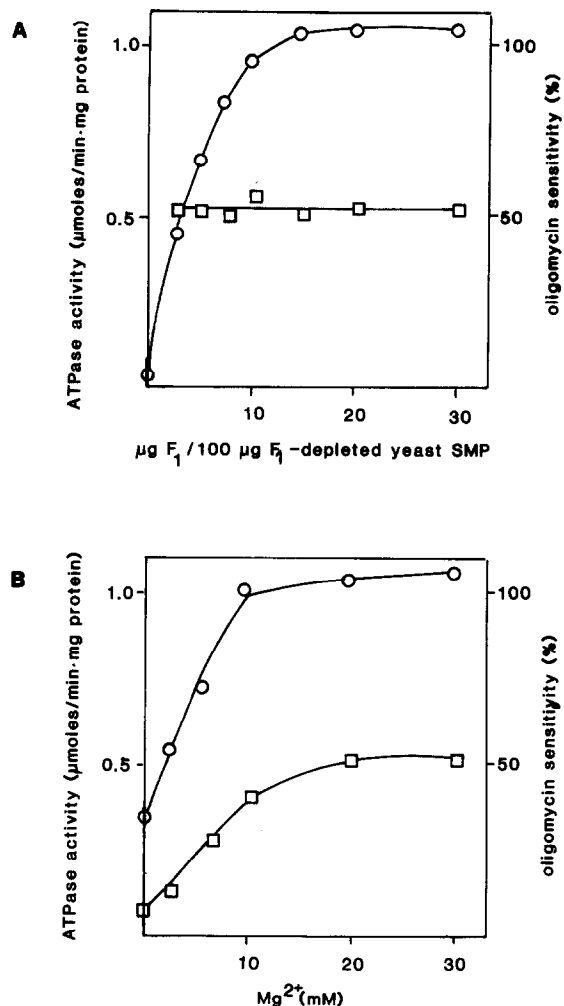 A
ATPase activity (μmoles/min·mg protein)
1.0
0.5
100
50
oligomycin sensitivity (%)
10
20
30
μg F1/100 μg F1-depleted yeast SMP
B
ATPase activity (μmoles/min·mg protein)
1.0
0.5
100
50
oligomycin sensitivity (%)
10
20
30
Mg2+(mM)